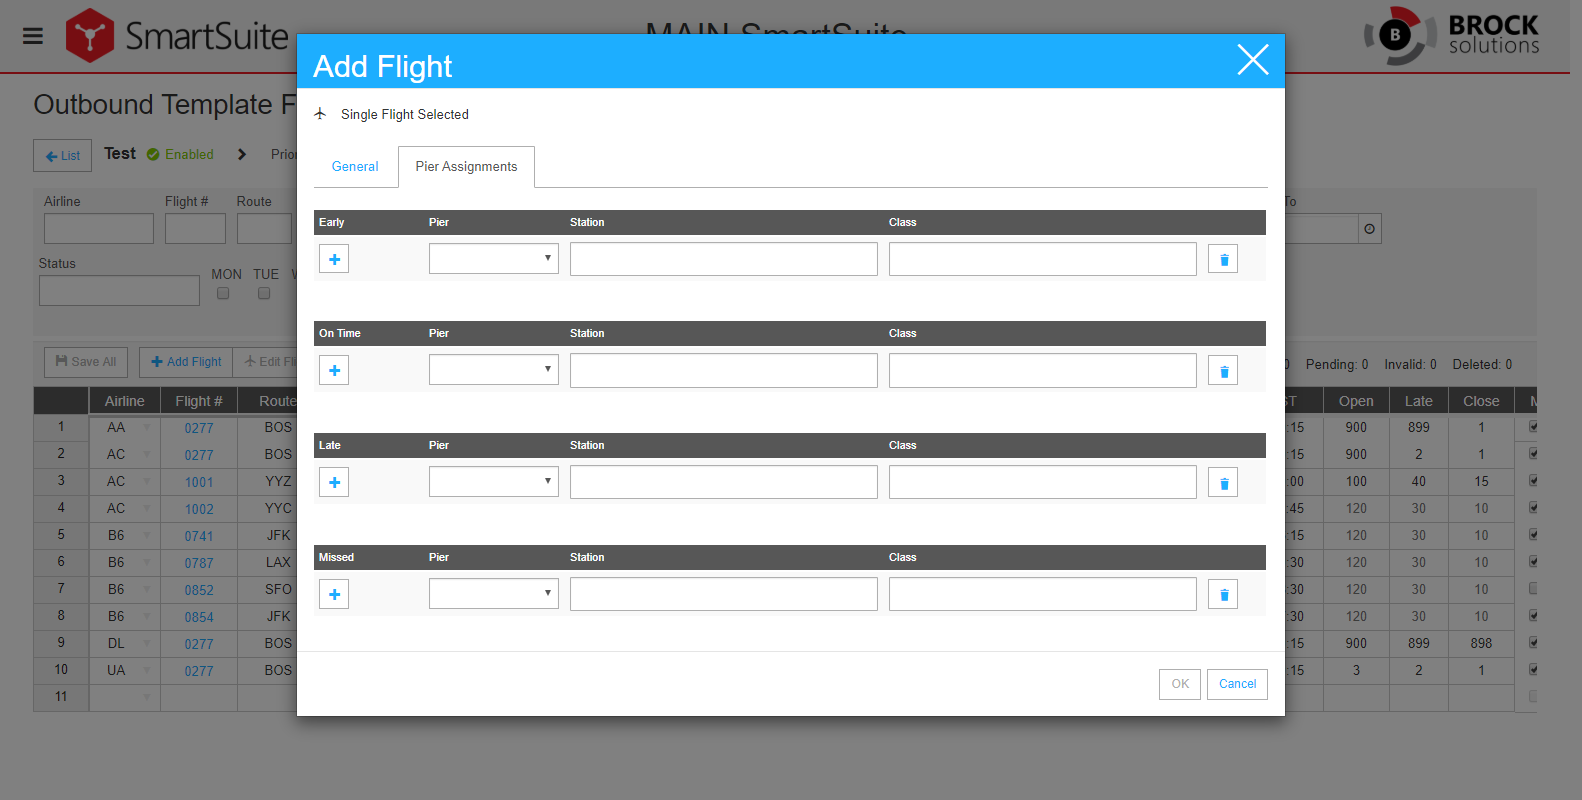 SmartSuite
MAIN SmartSuite
B BROCK
solutions
Add Flight
Outbound Template F
Single Flight Selected
List Test Enabled Prior
General Pier Assignments
Airline Flight # Route To
Early Pier Station Class
Status
MON TUE W
On Time Pier Station Class
Save All Add Flight Edit Fli
0 Pending: 0 Invalid: 0 Deleted: 0
Airline Flight # Route ST Open Late Close M
1 AA 0277 BOS :15 900 899 1
2 AC 0277 BOS :15 900 2 1
Late Pier Station Class
3 AC 1001 YYZ :00 100 40 15
4 AC 1002 YYC :45 120 30 10
5 B6 0741 JFK :15 120 30 10
Missed Pier Station Class
6 B6 0787 LAX :30 120 30 10
7 B6 0852 SFO :30 120 30 10
8 B6 0854 JFK :30 120 30 10
9 DL 0277 BOS :15 900 899 898
10 UA 0277 BOS :15 3 2 1
11
OK Cancel